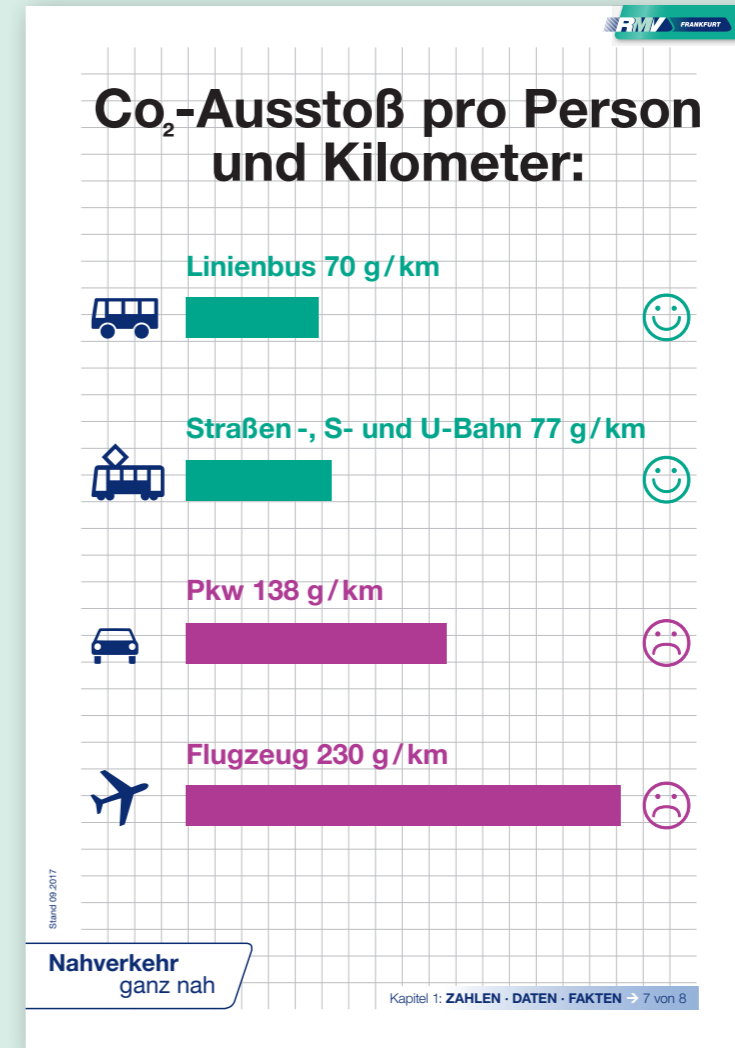 RMV FRANKFURT
Co₂-Ausstoß pro Person
und Kilometer:
Linienbus 70 g/km
Straßen-, S- und U-Bahn 77 g/km
Pkw 138 g/km
Flugzeug 230 g/km
Stand 09.2017
Nahverkehr
ganz nah
Kapitel 1: ZAHLEN · DATEN · FAKTEN → 7 von 8